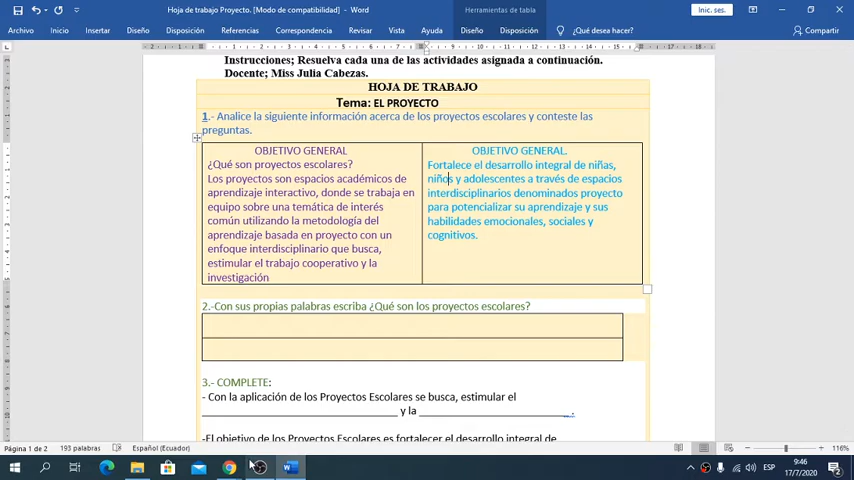 Hoja de trabajo Proyecto. [Modo de compatibilidad] - Word
Herramientas de tabla
Inic. ses.
Archivo Inicio Insertar Diseño Disposición Referencias Correspondencia Revisar Vista Ayuda Diseño Disposición ¿Qué desea hacer? Compartir
Instrucciones; Resuelva cada una de las actividades asignada a continuación.
Docente; Miss Julia Cabezas.
HOJA DE TRABAJO
Tema: EL PROYECTO
1.- Analice la siguiente información acerca de los proyectos escolares y conteste las
preguntas.
OBJETIVO GENERAL
¿Qué son proyectos escolares?
Los proyectos son espacios académicos de
aprendizaje interactivo, donde se trabaja en
equipo sobre una temática de interés
común utilizando la metodología del
aprendizaje basada en proyecto con un
enfoque interdisciplinario que busca,
estimular el trabajo cooperativo y la
investigación
OBJETIVO GENERAL.
Fortalece el desarrollo integral de niñas,
niños y adolescentes a través de espacios
interdisciplinarios denominados proyecto
para potencializar su aprendizaje y sus
habilidades emocionales, sociales y
cognitivos.
2.-Con sus propias palabras escriba ¿Qué son los proyectos escolares?
3.- COMPLETE:
- Con la aplicación de los Proyectos Escolares se busca, estimular el
____________________ y la ____________________.
-El objetivo de los Proyectos Escolares es fortalecer el desarrollo integral de
Página 1 de 2 193 palabras Español (Ecuador) 116%
ESP
9:46
17/7/2020
2